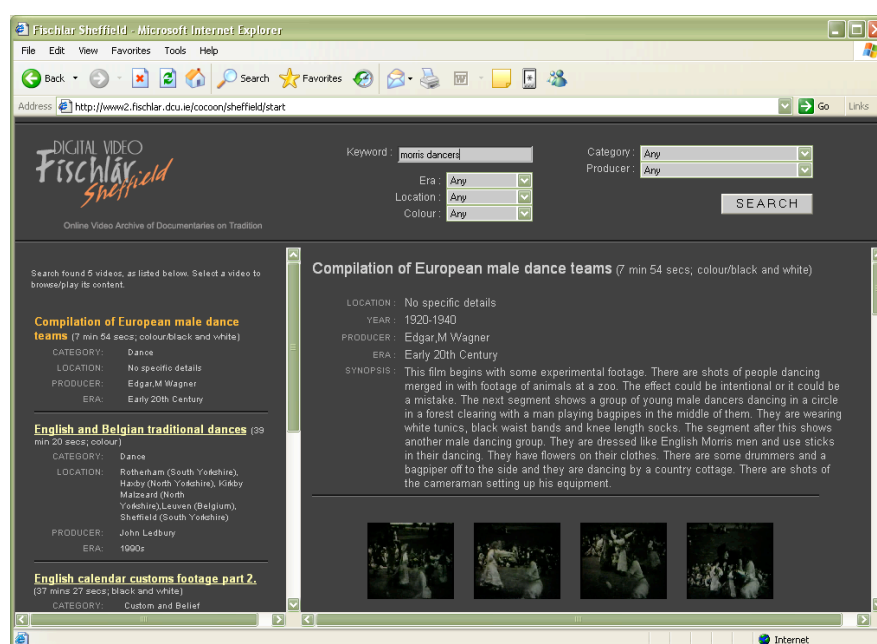 Fischlar Sheffield - Microsoft Internet Explorer
File Edit View Favorites Tools Help
Back Search Favorites
Address http://www2.fischlar.dcu.ie/cocoon/sheffield/start Go Links
DIGITAL VIDEO
Físchlár
Sheffield
Online Video Archive of Documentaries on Tradition
Keyword : morris dancers
Era : Any
Location : Any
Colour : Any
Category : Any
Producer : Any
SEARCH
Search found 5 videos, as listed below. Select a video to
browse/play its content.
Compilation of European male dance
teams (7 min 54 secs; colour/black and white)
CATEGORY: Dance
LOCATION: No specific details
PRODUCER: Edgar,M Wagner
ERA: Early 20th Century
English and Belgian traditional dances (39
min 20 secs; colour)
CATEGORY: Dance
LOCATION: Rotherham (South Yorkshire),
Haxby (North Yorkshire), Kirkby
Malzeard (North
Yorkshire),Leuven (Belgium),
Sheffield (South Yorkshire)
PRODUCER: John Ledbury
ERA: 1990s
English calendar customs footage part 2.
(37 mins 27 secs; black and white)
CATEGORY: Custom and Belief
Compilation of European male dance teams (7 min 54 secs; colour/black and white)
LOCATION : No specific details
YEAR : 1920-1940
PRODUCER : Edgar,M Wagner
ERA : Early 20th Century
SYNOPSIS : This film begins with some experimental footage. There are shots of people dancing
merged in with footage of animals at a zoo. The effect could be intentional or it could be
a mistake. The next segment shows a group of young male dancers dancing in a circle
in a forest clearing with a man playing bagpipes in the middle of them. They are wearing
white tunics, black waist bands and knee length socks. The segment after this shows
another male dancing group. They are dressed like English Morris men and use sticks
in their dancing. They have flowers on their clothes. There are some drummers and a
bagpiper off to the side and they are dancing by a country cottage. There are shots of
the cameraman setting up his equipment.
Internet